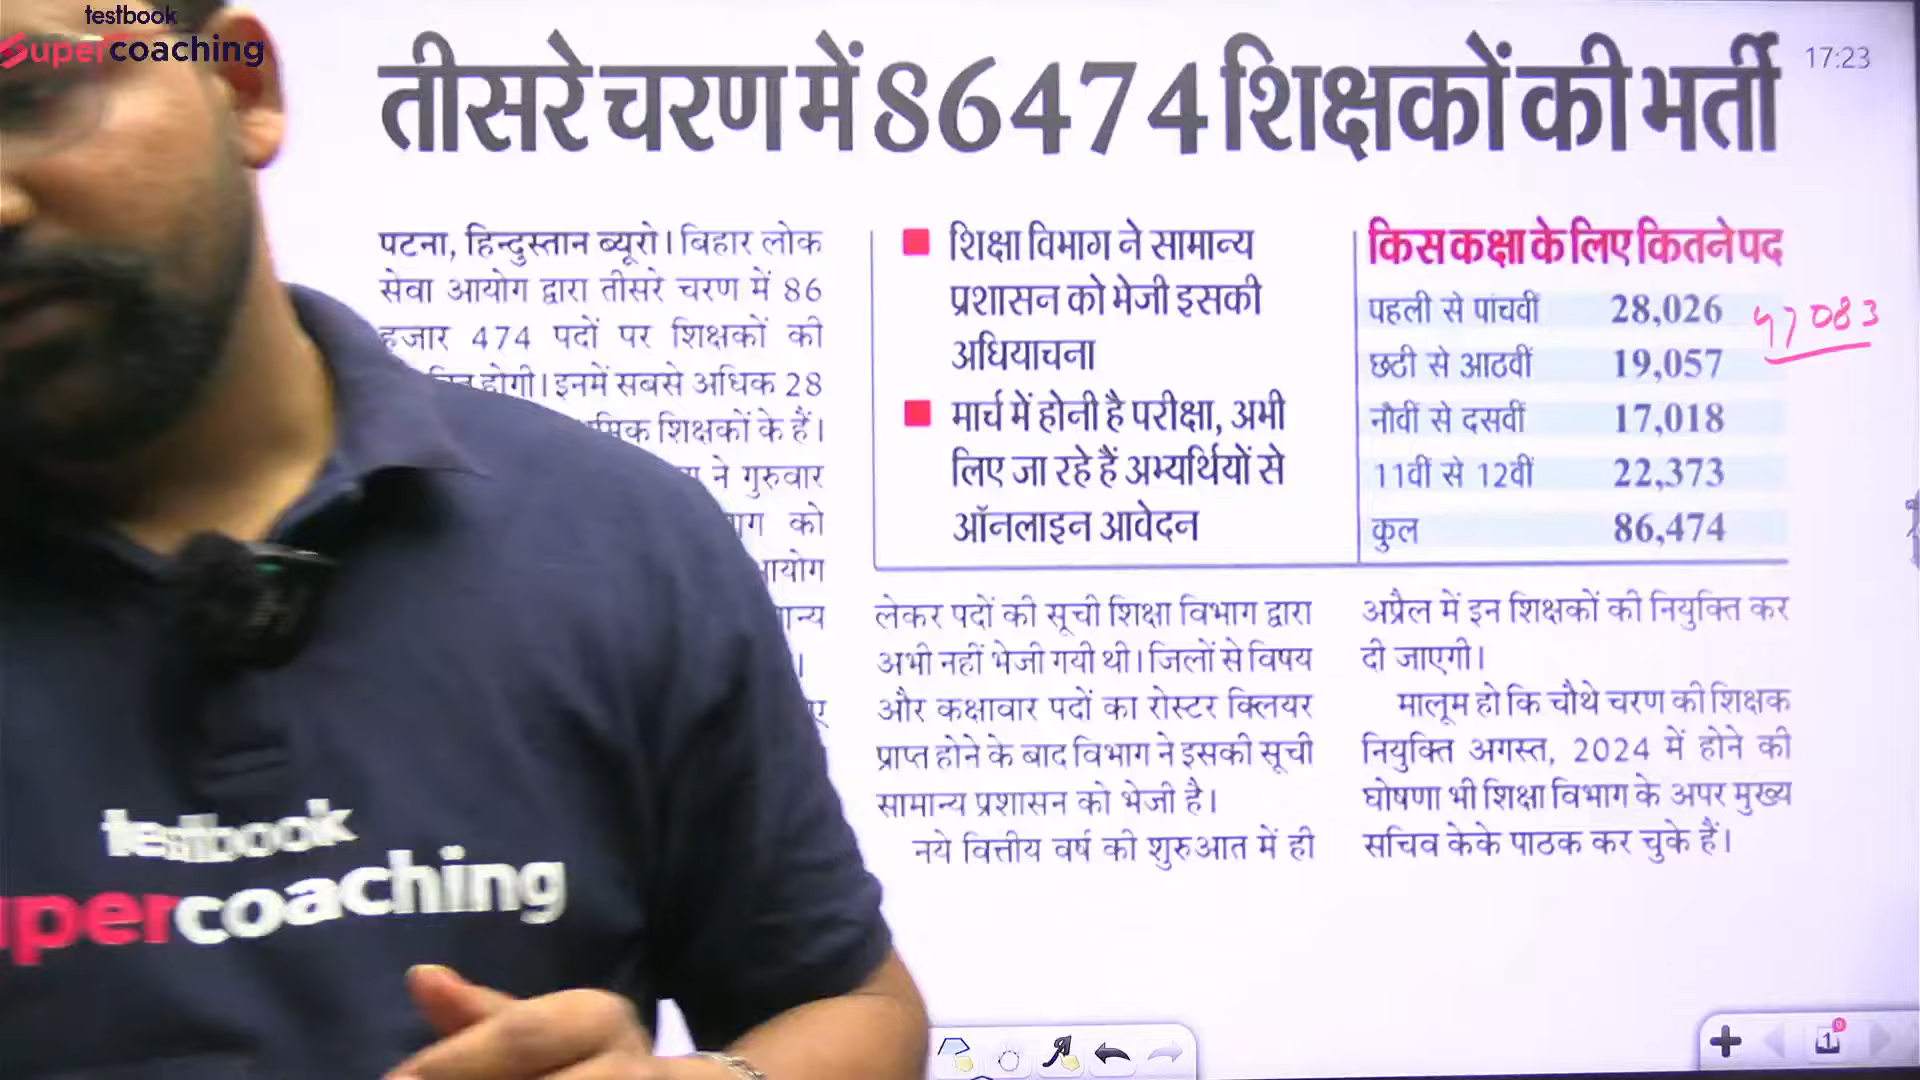 testbook
Supercoaching
तीसरे चरण में 86474 शिक्षकों की भर्ती
17:23
पटना, हिन्दुस्तान ब्यूरो। बिहार लोक
सेवा आयोग द्वारा तीसरे चरण में 86
हजार 474 पदों पर शिक्षकों की
होगी। इनमें सबसे अधिक 28
शिक्षकों के हैं।
ने गुरुवार
को
शिक्षा विभाग ने सामान्य
प्रशासन को भेजी इसकी
अधियाचना
मार्च में होनी है परीक्षा, अभी
लिए जा रहे हैं अभ्यर्थियों से
ऑनलाइन आवेदन
किस कक्षा के लिए कितने पद
पहली से पांचवीं 28,026
47083
छठी से आठवीं 19,057
नौवीं से दसवीं 17,018
11वीं से 12वीं 22,373
कुल 86,474
लेकर पदों की सूची शिक्षा विभाग द्वारा
अभी नहीं भेजी गयी थी। जिलों से विषय
और कक्षावार पदों का रोस्टर क्लियर
प्राप्त होने के बाद विभाग ने इसकी सूची
सामान्य प्रशासन को भेजी है।
नये वित्तीय वर्ष की शुरुआत में ही
अप्रैल में इन शिक्षकों की नियुक्ति कर
दी जाएगी।
मालूम हो कि चौथे चरण की शिक्षक
नियुक्ति अगस्त, 2024 में होने की
घोषणा भी शिक्षा विभाग के अपर मुख्य
सचिव केके पाठक कर चुके हैं।
testbook
upercoaching
1